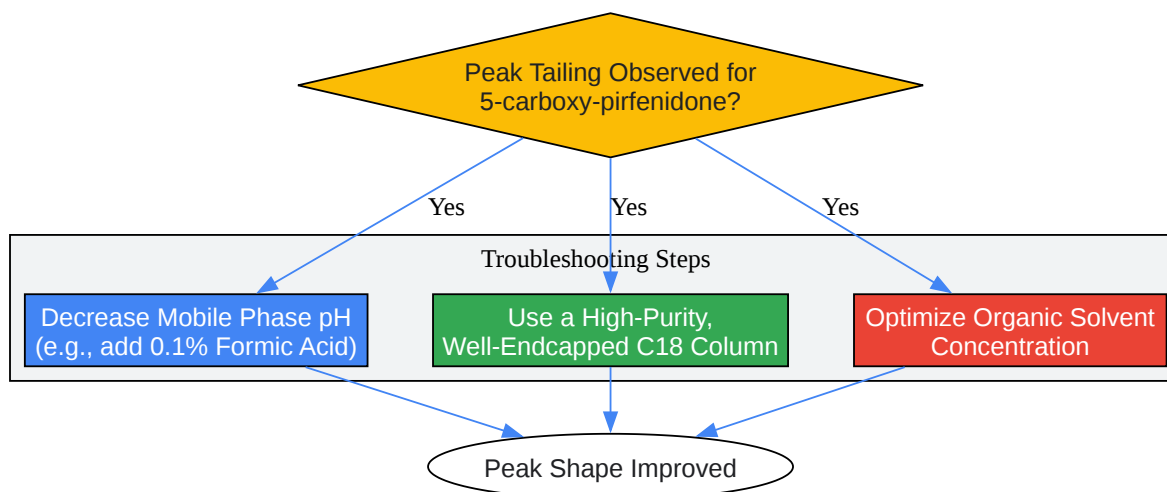 Peak Tailing Observed for
5-carboxy-pirfenidone?
Yes
Yes
Yes
Troubleshooting Steps
Decrease Mobile Phase pH
(e.g., add 0.1% Formic Acid)
Use a High-Purity,
Well-Endcapped C18 Column
Optimize Organic Solvent
Concentration
Peak Shape Improved